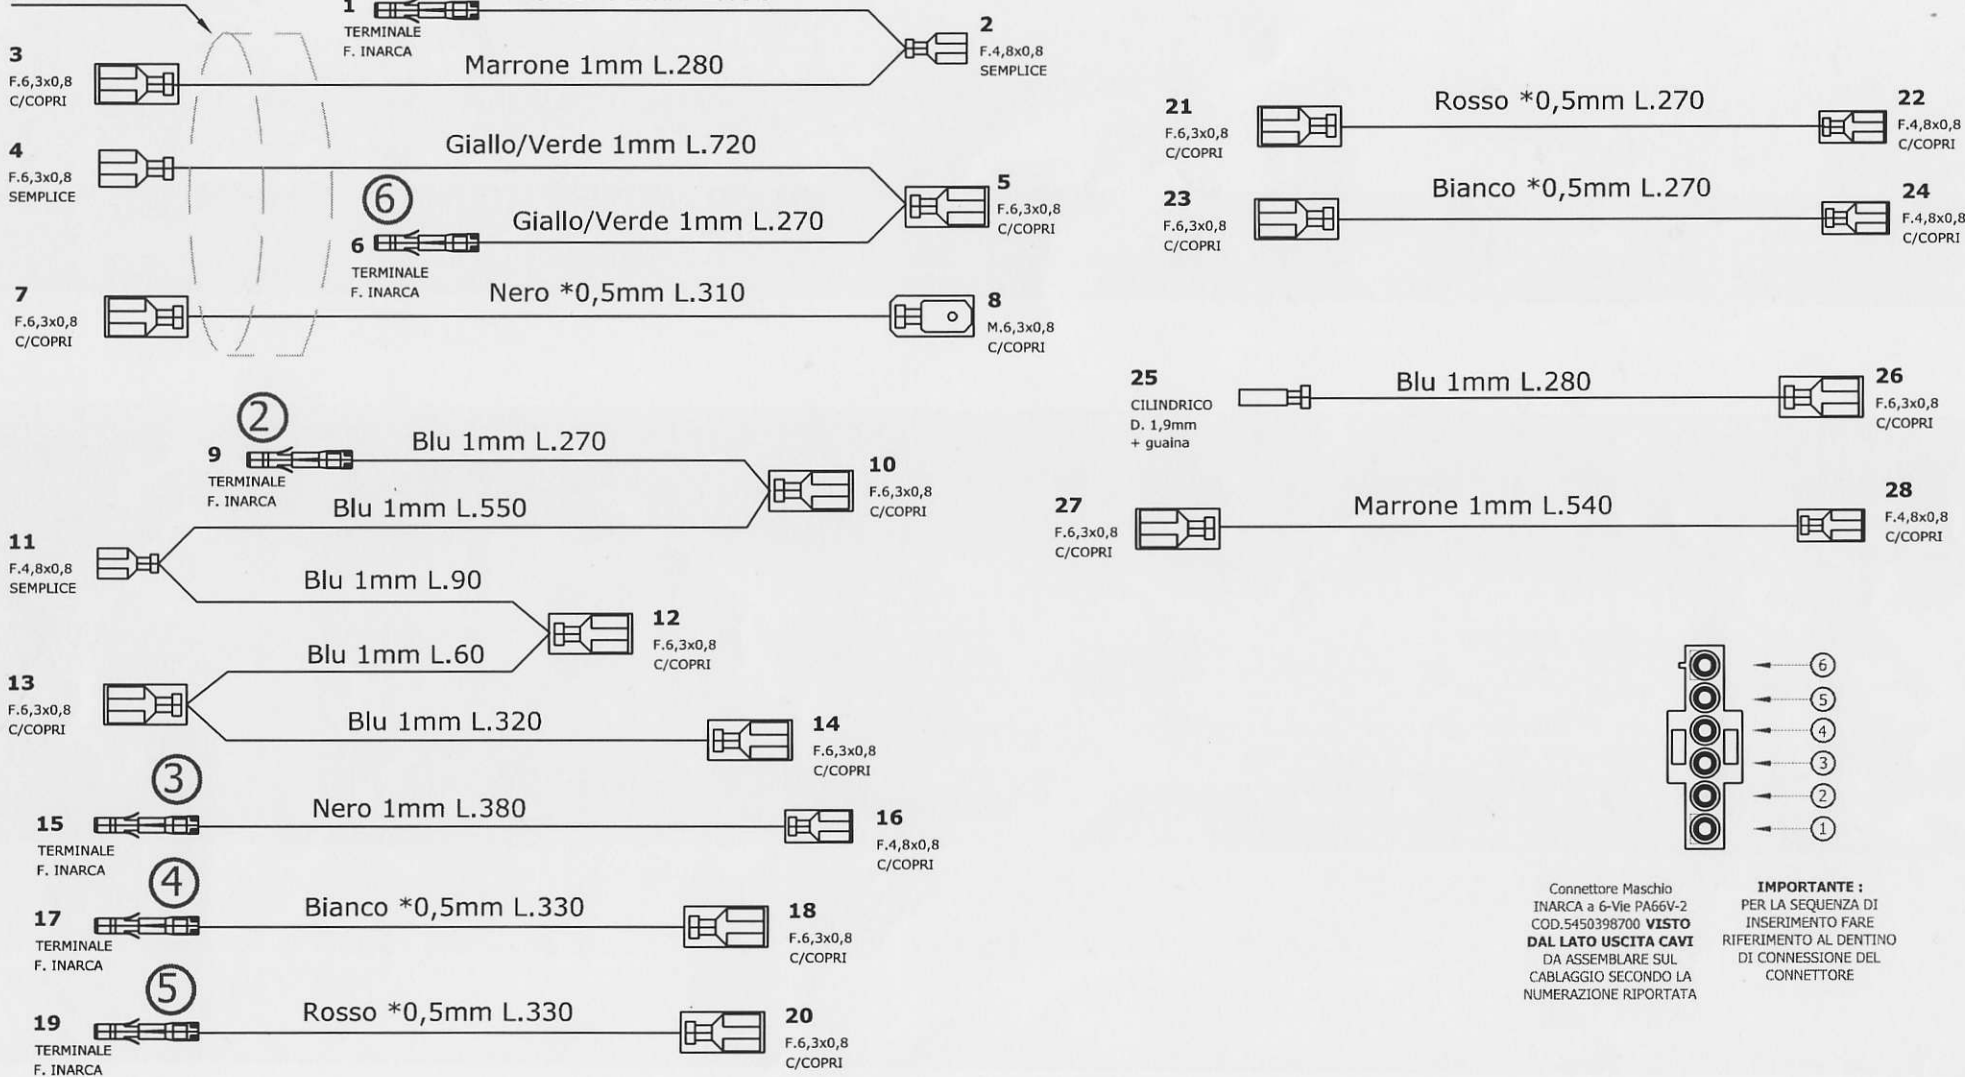 1
TERMINALE
F. INARCA
2
F.4,8x0,8
SEMPLICE
3
F.6,3x0,8
C/COPRI
Marrone 1mm L.280
4
F.6,3x0,8
SEMPLICE
Giallo/Verde 1mm L.720
5
F.6,3x0,8
C/COPRI
6
6
TERMINALE
F. INARCA
Giallo/Verde 1mm L.270
7
F.6,3x0,8
C/COPRI
Nero *0,5mm L.310
8
M.6,3x0,8
C/COPRI
2
9
TERMINALE
F. INARCA
Blu 1mm L.270
10
F.6,3x0,8
C/COPRI
Blu 1mm L.550
11
F.4,8x0,8
SEMPLICE
Blu 1mm L.90
12
F.6,3x0,8
C/COPRI
Blu 1mm L.60
13
F.6,3x0,8
C/COPRI
Blu 1mm L.320
14
F.6,3x0,8
C/COPRI
3
15
TERMINALE
F. INARCA
Nero 1mm L.380
16
F.4,8x0,8
C/COPRI
4
17
TERMINALE
F. INARCA
Bianco *0,5mm L.330
18
F.6,3x0,8
C/COPRI
5
19
TERMINALE
F. INARCA
Rosso *0,5mm L.330
20
F.6,3x0,8
C/COPRI
21
F.6,3x0,8
C/COPRI
Rosso *0,5mm L.270
22
F.4,8x0,8
C/COPRI
23
F.6,3x0,8
C/COPRI
Bianco *0,5mm L.270
24
F.4,8x0,8
C/COPRI
25
CILINDRICO
D. 1,9mm
+ guaina
Blu 1mm L.280
26
F.6,3x0,8
C/COPRI
27
F.6,3x0,8
C/COPRI
Marrone 1mm L.540
28
F.4,8x0,8
C/COPRI
6
5
4
3
2
1
Connettore Maschio
INARCA a 6-Vie PA66V-2
COD.5450398700 VISTO
DAL LATO USCITA CAVI
DA ASSEMBLARE SUL
CABLAGGIO SECONDO LA
NUMERAZIONE RIPORTATA
IMPORTANTE :
PER LA SEQUENZA DI
INSERIMENTO FARE
RIFERIMENTO AL DENTINO
DI CONNESSIONE DEL
CONNETTORE